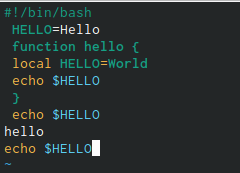 #!/bin/bash
HELLO=Hello
function hello {
local HELLO=World
echo $HELLO
}
echo $HELLO
hello
echo $HELLO
~